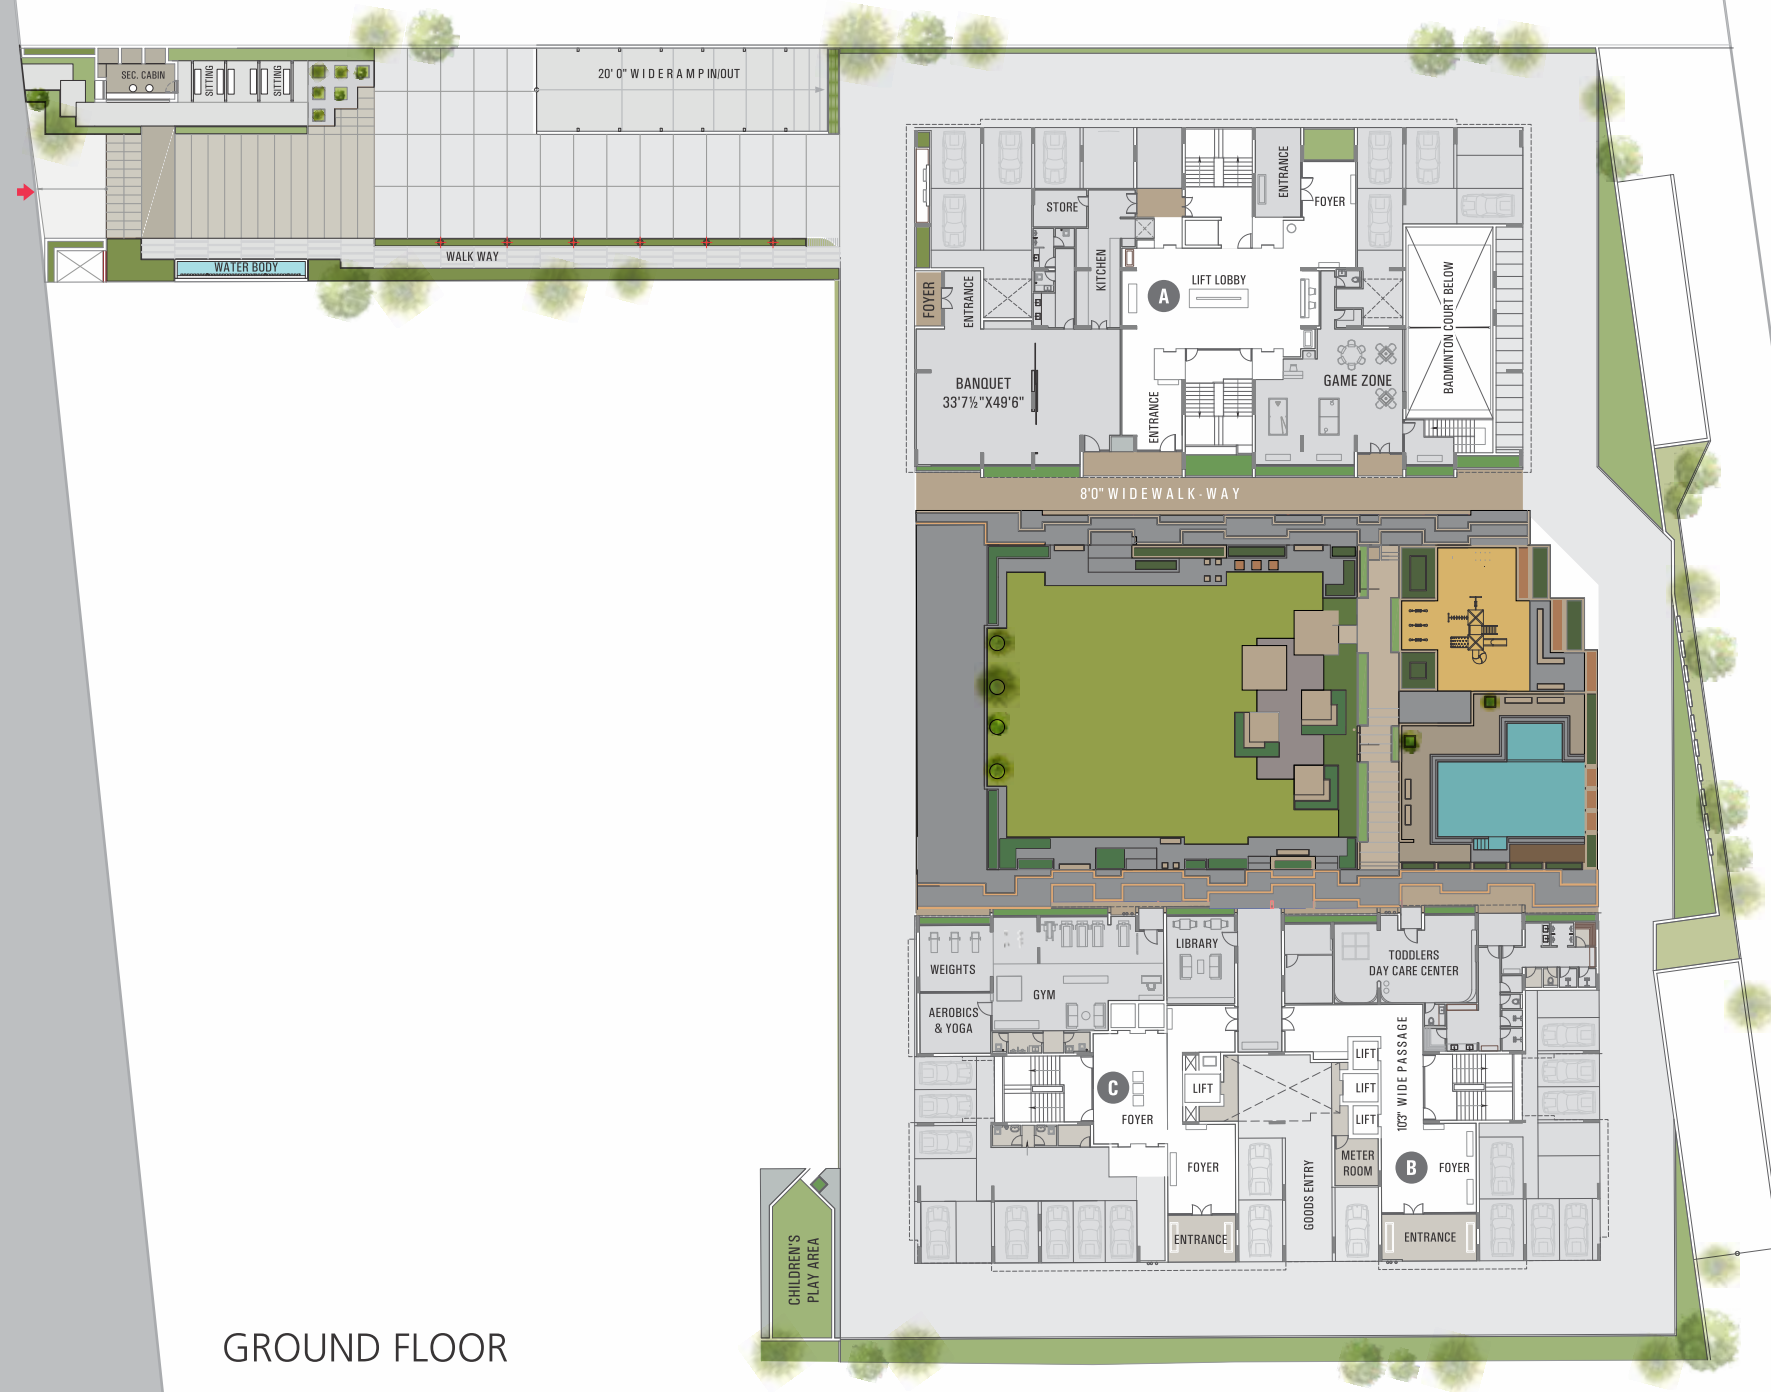 SEC. CABIN
SITTING
SITTING
20' 0" W I D E R A M P IN/OUT
WALK WAY
WATER BODY
ENTRANCE
FOYER
STORE
KITCHEN
LIFT LOBBY
A
FOYER
ENTRANCE
BADMINTON COURT BELOW
BANQUET
33'7½"X49'6"
ENTRANCE
GAME ZONE
8'0" W I D E W A L K - W A Y
WEIGHTS
GYM
LIBRARY
TODDLERS
DAY CARE CENTER
AEROBICS
& YOGA
C
FOYER
LIFT
LIFT
LIFT
LIFT
10'3" WIDE PASSAGE
METER
ROOM
B
FOYER
FOYER
GOODS ENTRY
ENTRANCE
ENTRANCE
CHILDREN'S
PLAY AREA
GROUND FLOOR